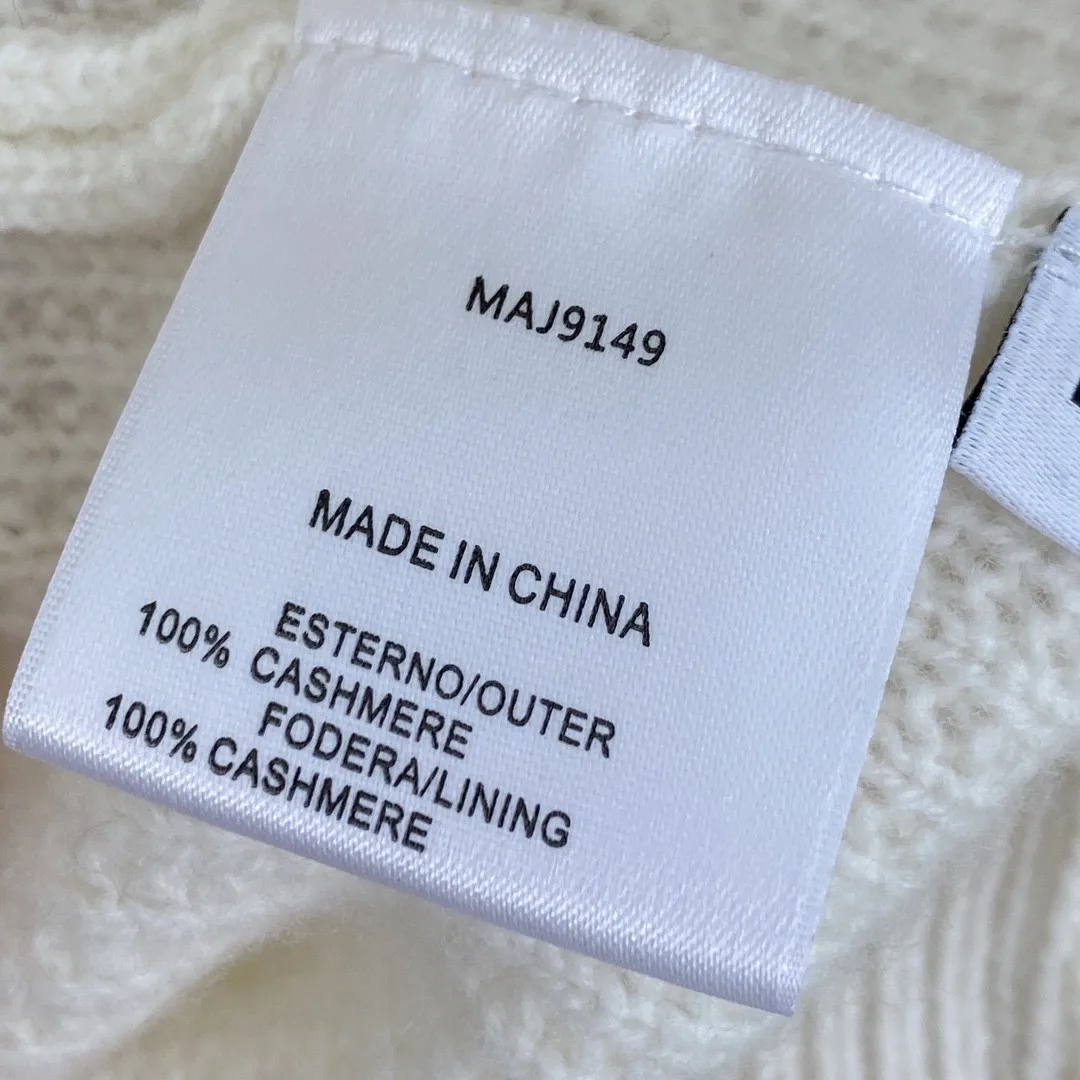 MAJ9149
MADE IN CHINA
ESTERNO/OUTER
100% CASHMERE
FODERA/LINING
100% CASHMERE